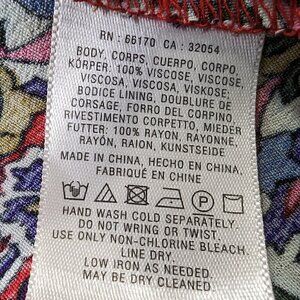 RN : 66170 CA : 32054
BODY, CORPS, CUERPO, CORPO,
KÖRPER: 100% VISCOSE, VISCOSE,
VISCOSA, VISCOSA, VISKOSE;
BODICE LINING, DOUBLURE DE
CORSAGE, FORRO DEL CORPINO,
RIVESTIMENTO CORPETTO, MIEDER
FUTTER: 100% RAYON, RAYONNE,
RAYÓN, RAION, KUNSTSEIDE
MADE IN CHINA, HECHO EN CHINA,
FABRIQUÉ EN CHINE
P
HAND WASH COLD SEPARATELY
DO NOT WRING OR TWIST
USE ONLY NON-CHLORINE BLEACH.
LINE DRY.
LOW IRON AS NEEDED.
MAY BE DRY CLEANED.